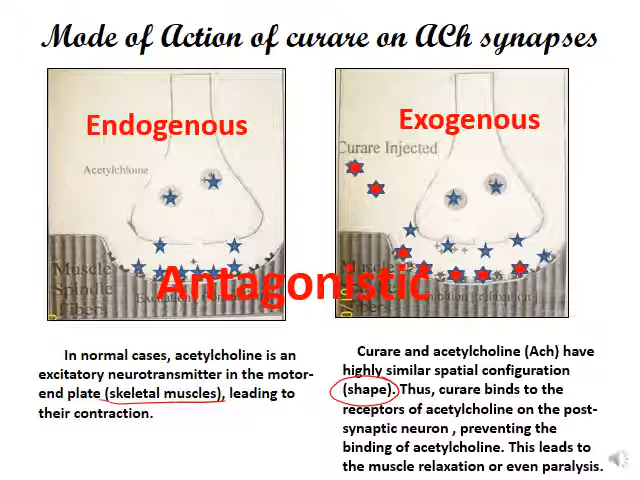 Mode of Action of curare on ACh synapses
Endogenous
Acetylchloine
Muscle
Spindle
Fibers
Exogenous
Curare Injected
Antagonistic
In normal cases, acetylcholine is an
excitatory neurotransmitter in the motor-
end plate (skeletal muscles), leading to
their contraction.
Curare and acetylcholine (Ach) have
highly similar spatial configuration
(shape). Thus, curare binds to the
receptors of acetylcholine on the post-
synaptic neuron , preventing the
binding of acetylcholine. This leads to
the muscle relaxation or even paralysis.